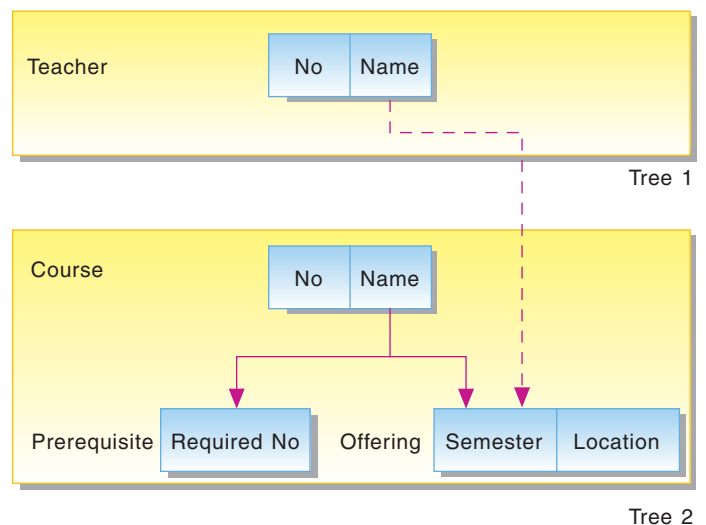 Teacher No Name
Tree 1
Course No Name
Prerequisite Required No Offering Semester Location
Tree 2